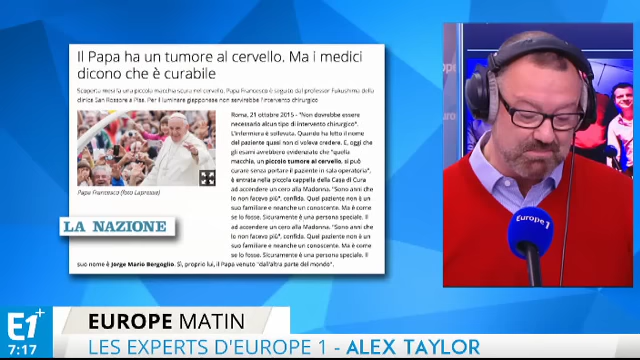 Il Papa ha un tumore al cervello. Ma i medici
dicono che è curabile
Scoperta mesi fa una piccola macchia scura nel cervello. Papa Francesco è seguito dal professor Fukushima della
clinica San Rossore a Pisa. Per il luminare giapponese non servirebbe l'intervento chirurgico
Roma, 21 ottobre 2015 - "Non dovrebbe essere
necessario alcun tipo di intervento chirurgico".
L'infermiera è sollevata. Quando ha letto il nome
del paziente quasi non ci voleva credere. E, oggi che
gli esami avrebbero evidenziato che "quella
macchia, un piccolo tumore al cervello, si può
curare senza portare il paziente in sala operatoria",
è entrata nella piccola cappella della Casa di Cura
ad accendere un cero alla Madonna. "Sono anni che
lo non facevo più", confida. Quel paziente non è un
suo familiare e neanche un conoscente. Ma è come
se lo fosse. Sicuramente è una persona speciale. Il
ad accendere un cero alla Madonna. "Sono anni che
lo non facevo più", confida. Quel paziente non è un
suo familiare e neanche un conoscente. Ma è come
se lo fosse. Sicuramente è una persona speciale. Il
suo nome è Jorge Mario Bergoglio. Sì, proprio lui, il Papa venuto "dall'altra parte del mondo".
Papa Francesco (foto Lapresse)
LA NAZIONE
Europe1
E1+
7:17
EUROPE MATIN
LES EXPERTS D'EUROPE 1 - ALEX TAYLOR